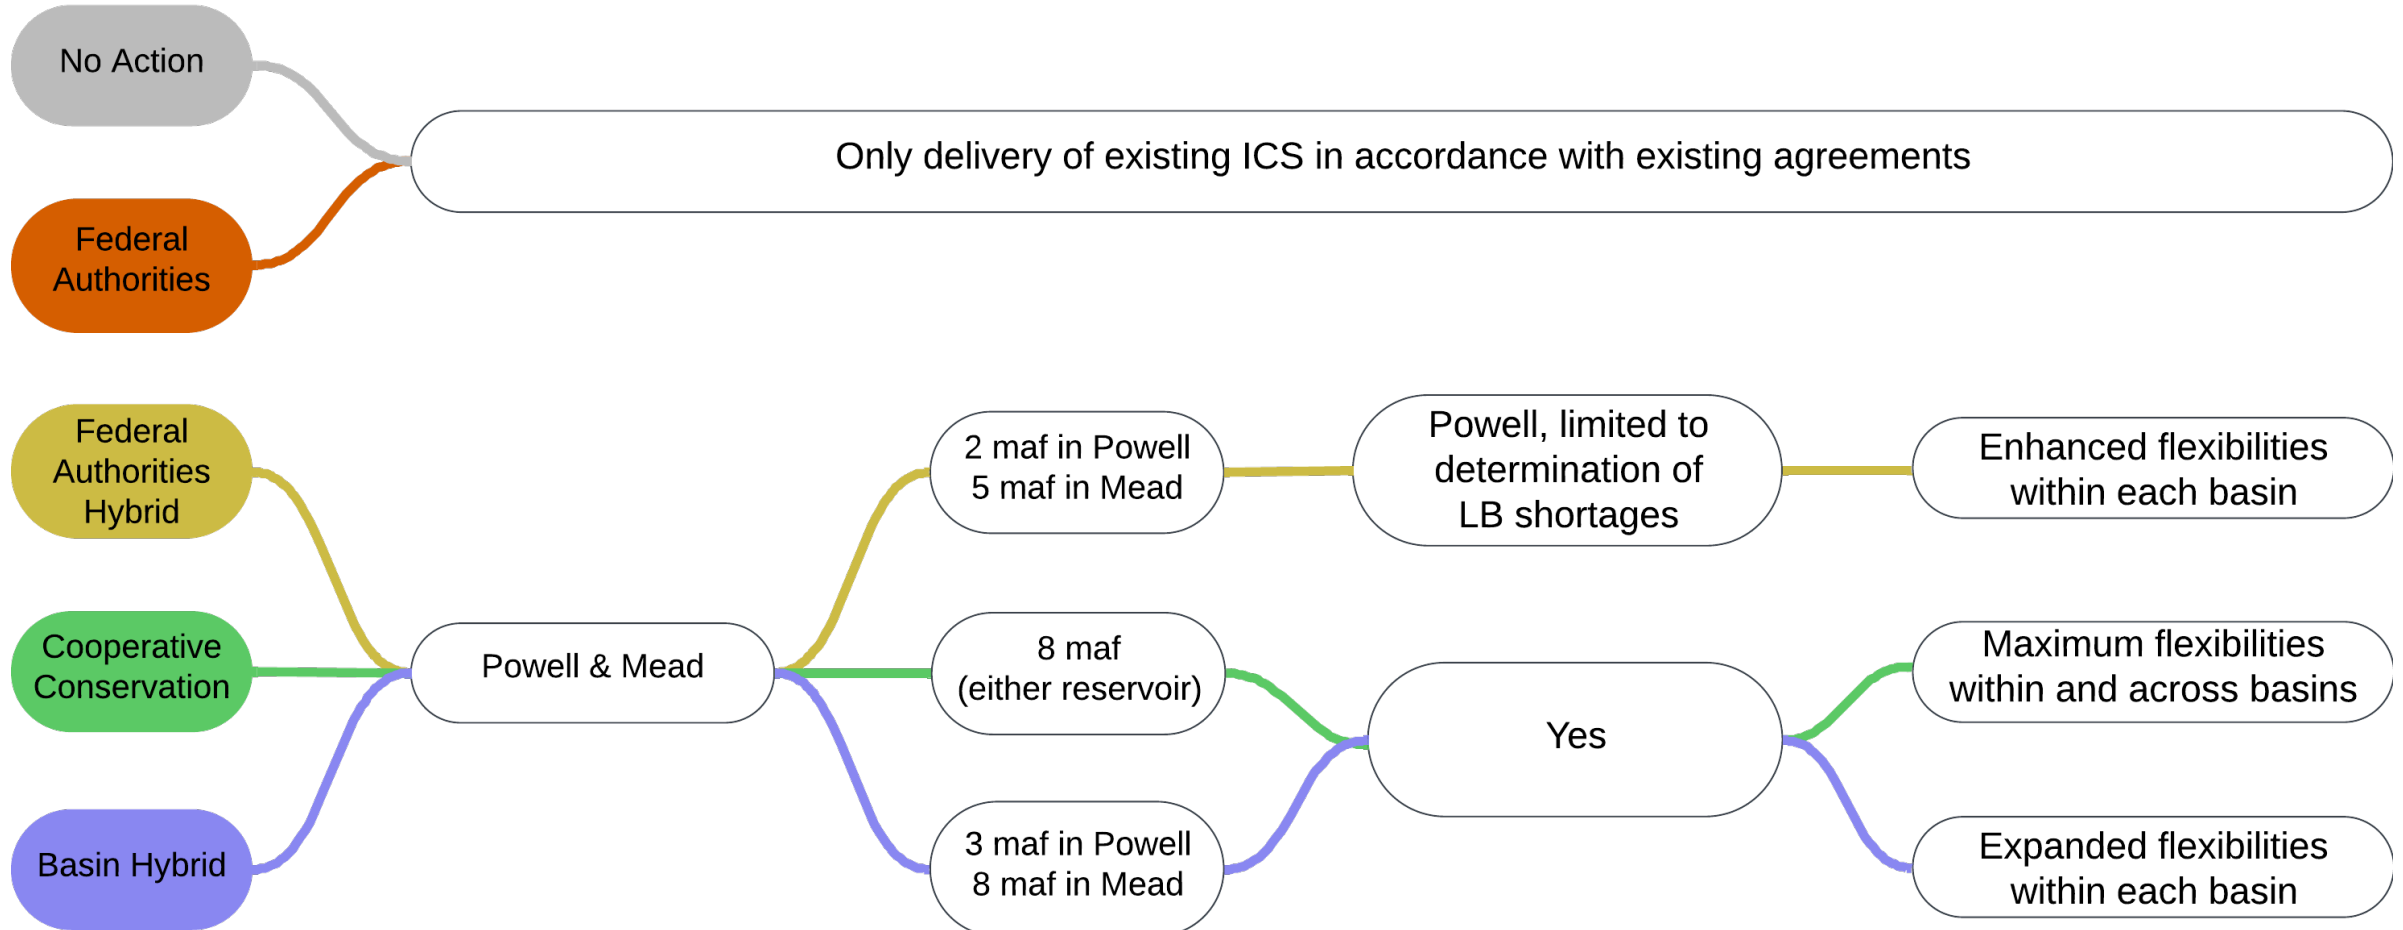 No Action
Only delivery of existing ICS in accordance with existing agreements
Federal
Authorities
Federal
Authorities
Hybrid
2 maf in Powell
5 maf in Mead
Powell, limited to
determination of
LB shortages
Enhanced flexibilities
within each basin
Cooperative
Conservation
Powell & Mead
8 maf
(either reservoir)
Yes
Maximum flexibilities
within and across basins
Basin Hybrid
3 maf in Powell
8 maf in Mead
Expanded flexibilities
within each basin